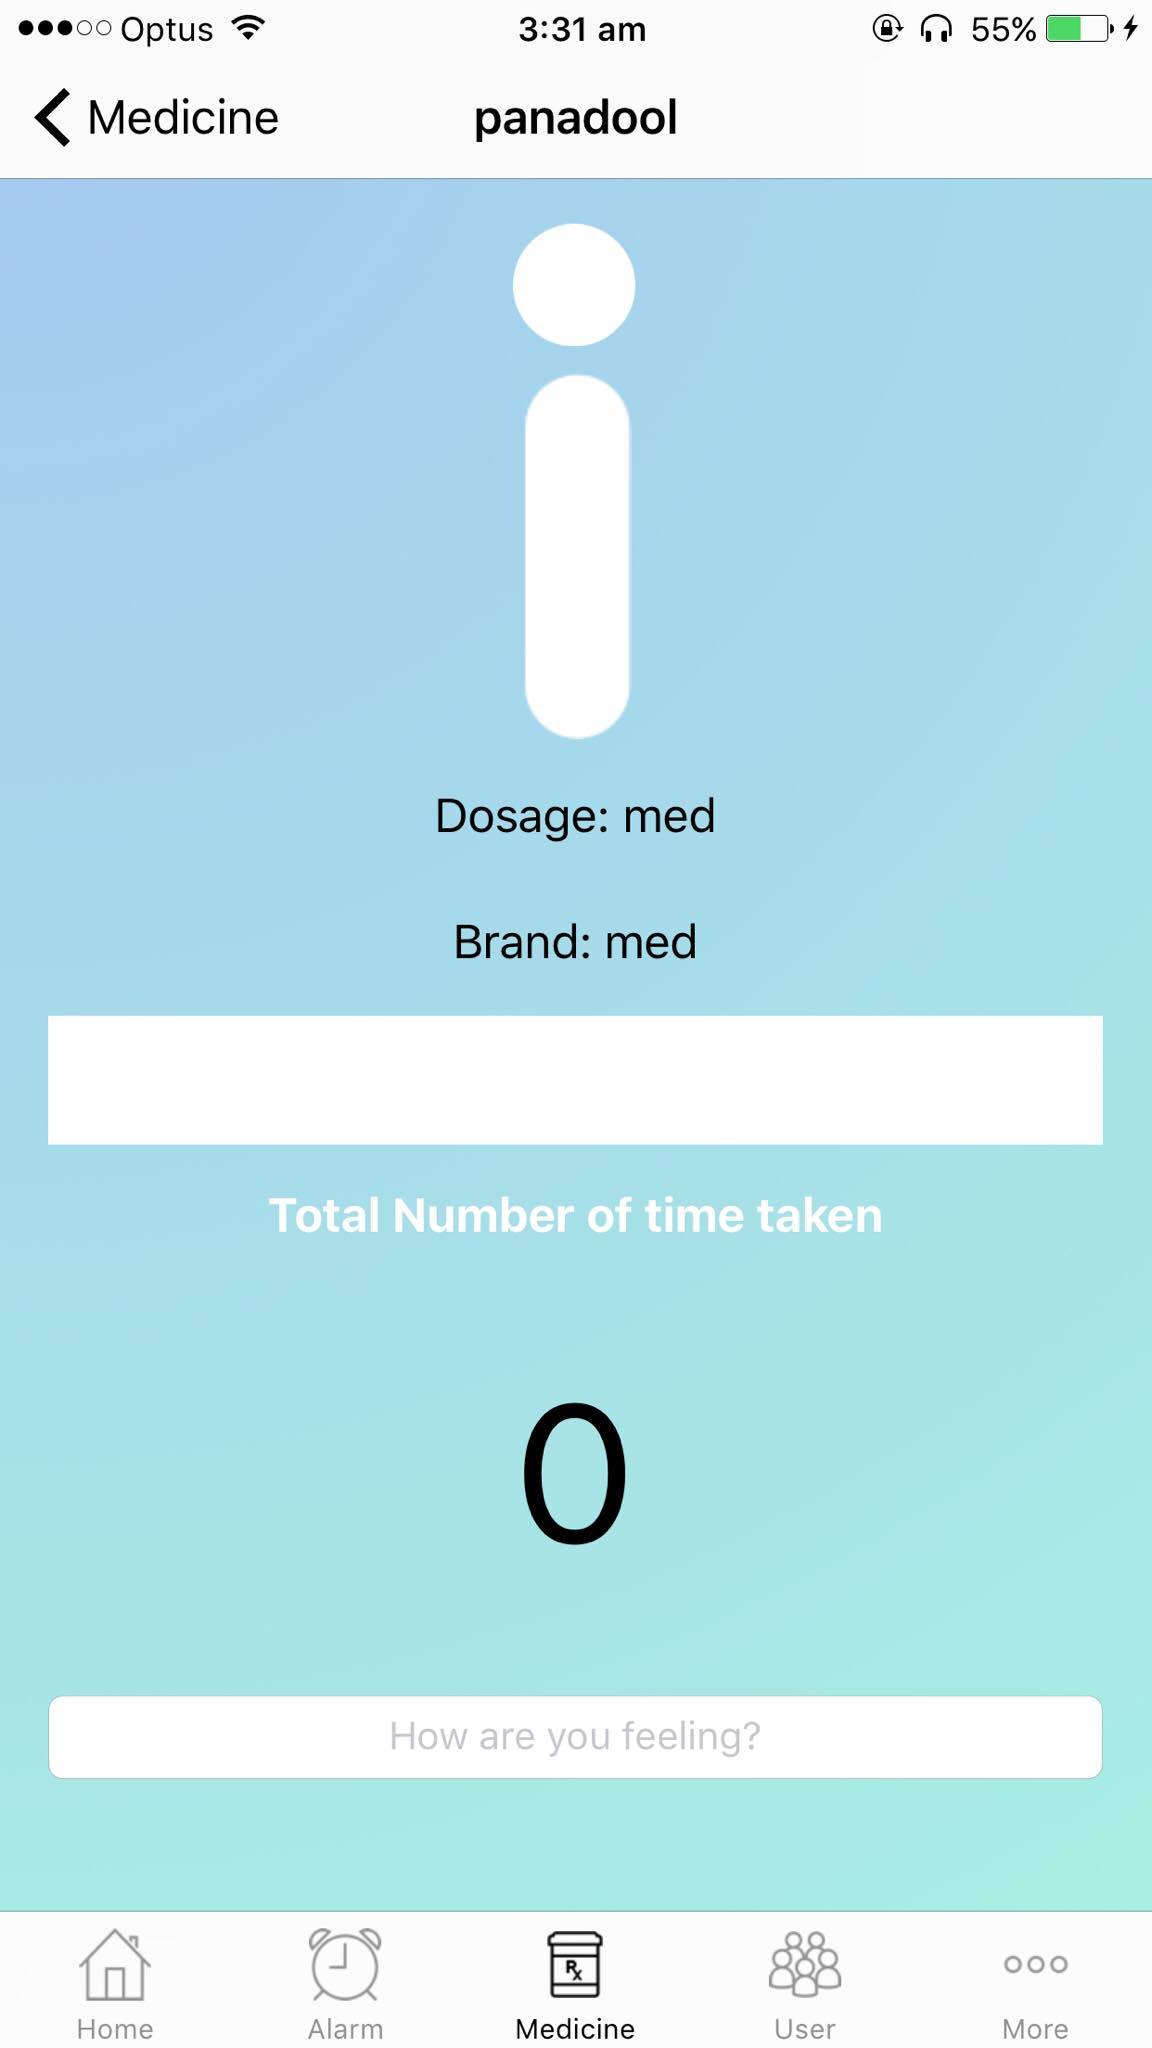 Optus 3:31 am 55%
Medicine panadool
Dosage: med
Brand: med
Total Number of time taken
0
How are you feeling?
Rx
Home Alarm Medicine User More